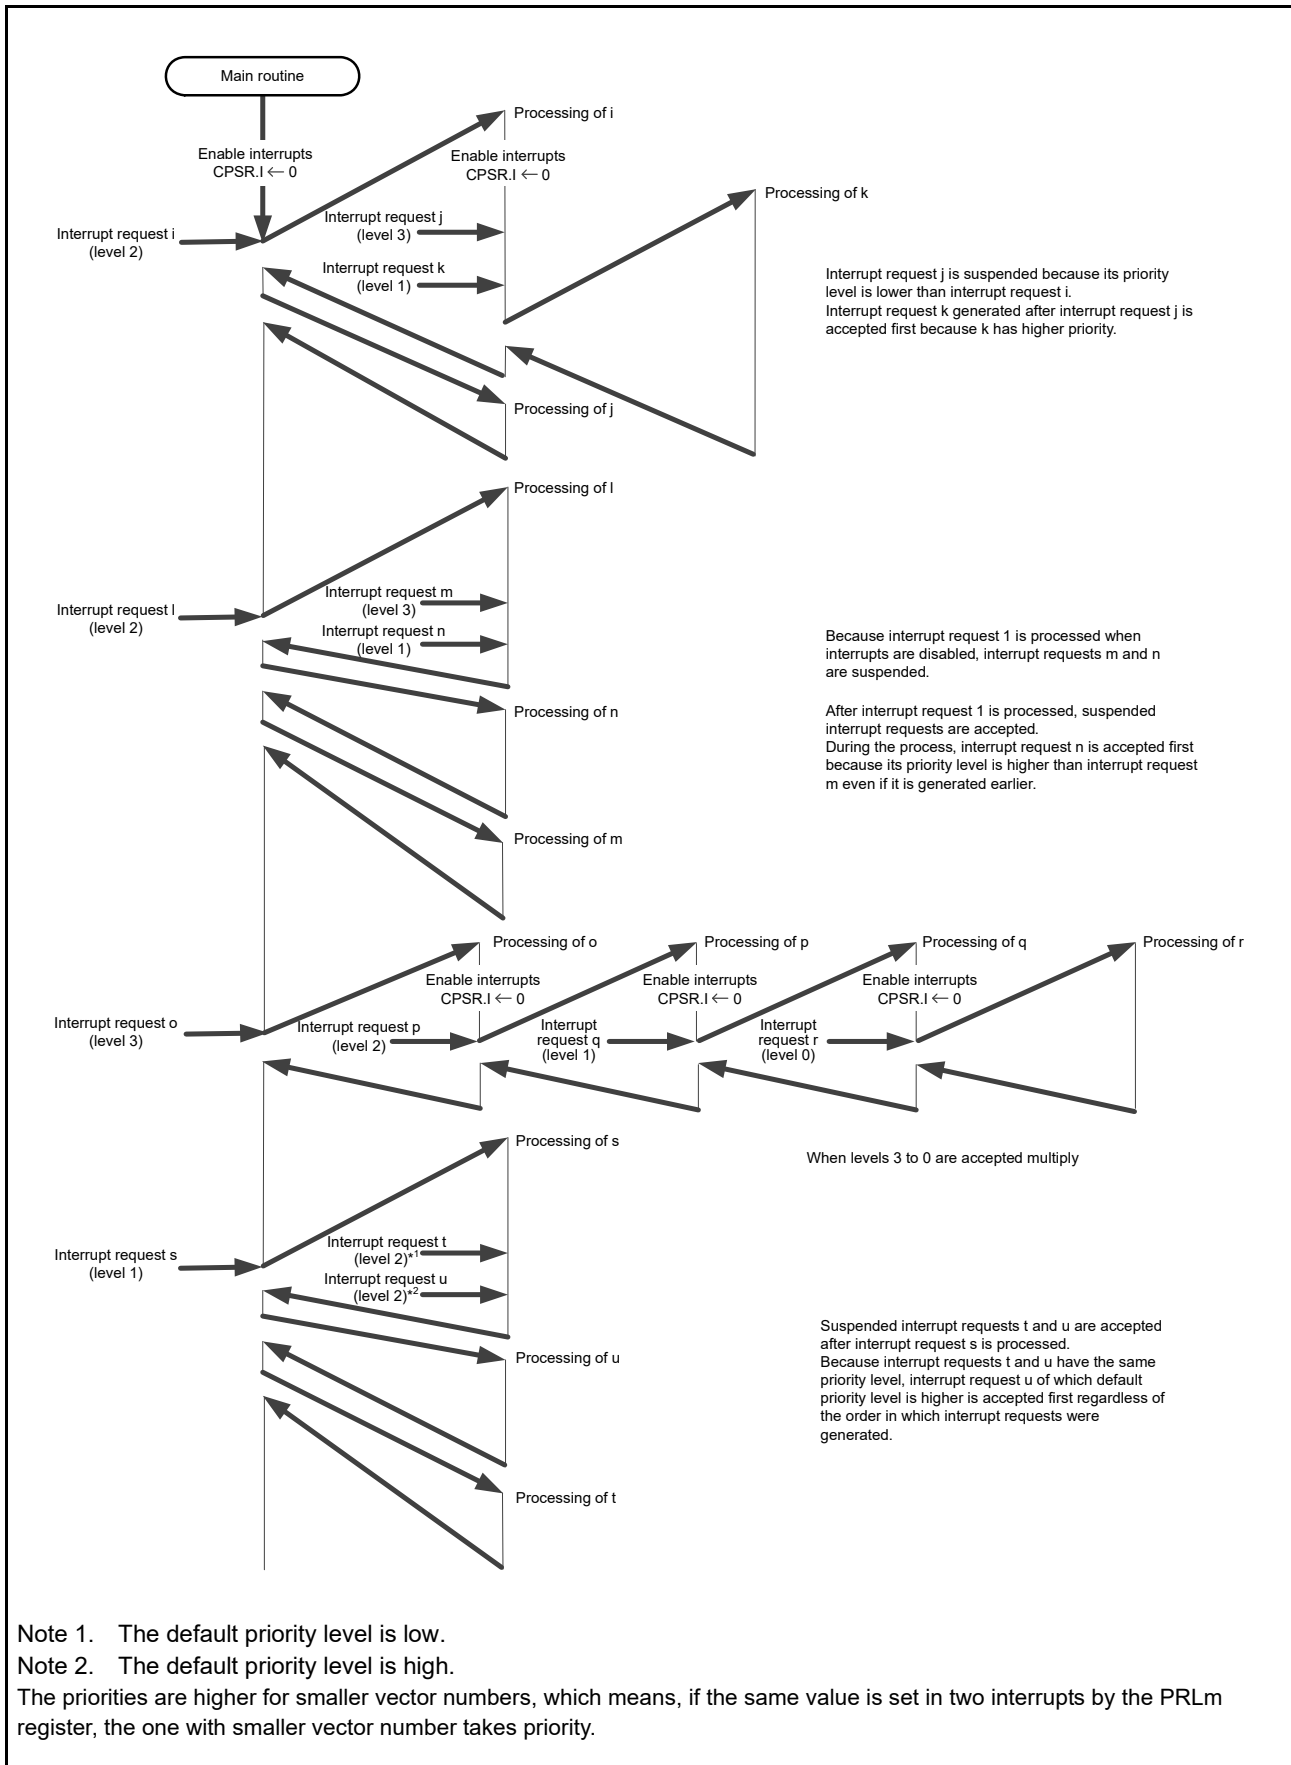 Main routine
Processing of i
Enable interrupts
CPSR.I ← 0
Enable interrupts
CPSR.I ← 0
Processing of k
Interrupt request j
(level 3)
Interrupt request i
(level 2)
Interrupt request k
(level 1)
Interrupt request j is suspended because its priority
level is lower than interrupt request i.
Interrupt request k generated after interrupt request j is
accepted first because k has higher priority.
Processing of j
Processing of l
Interrupt request m
(level 3)
Interrupt request l
(level 2)
Interrupt request n
(level 1)
Because interrupt request 1 is processed when
interrupts are disabled, interrupt requests m and n
are suspended.
After interrupt request 1 is processed, suspended
interrupt requests are accepted.
During the process, interrupt request n is accepted first
because its priority level is higher than interrupt request
m even if it is generated earlier.
Processing of n
Processing of m
Processing of o
Processing of p
Processing of q
Processing of r
Enable interrupts
CPSR.I ← 0
Enable interrupts
CPSR.I ← 0
Enable interrupts
CPSR.I ← 0
Interrupt request o
(level 3)
Interrupt request p
(level 2)
Interrupt
request q
(level 1)
Interrupt
request r
(level 0)
Processing of s
When levels 3 to 0 are accepted multiply
Interrupt request s
(level 1)
Interrupt request t
(level 2)*1
Interrupt request u
(level 2)*2
Suspended interrupt requests t and u are accepted
after interrupt request s is processed.
Because interrupt requests t and u have the same
priority level, interrupt request u of which default
priority level is higher is accepted first regardless of
the order in which interrupt requests were
generated.
Processing of u
Processing of t
Note 1. The default priority level is low.
Note 2. The default priority level is high.
The priorities are higher for smaller vector numbers, which means, if the same value is set in two interrupts by the PRLm
register, the one with smaller vector number takes priority.